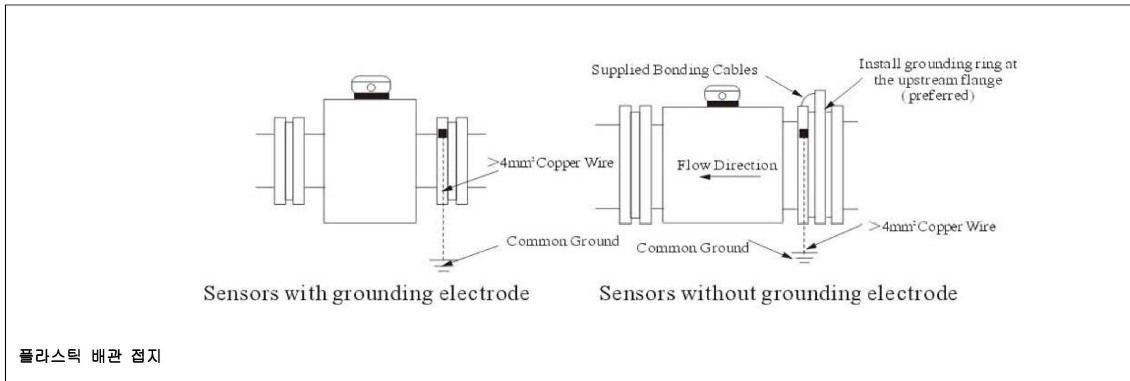 Supplied Bonding Cables
Install grounding ring at
the upstream flange
(preferred)
>4mm² Copper Wire
Flow Direction
Common Ground
Common Ground
>4mm² Copper Wire
Sensors with grounding electrode
Sensors without grounding electrode
플라스틱 배관 접지